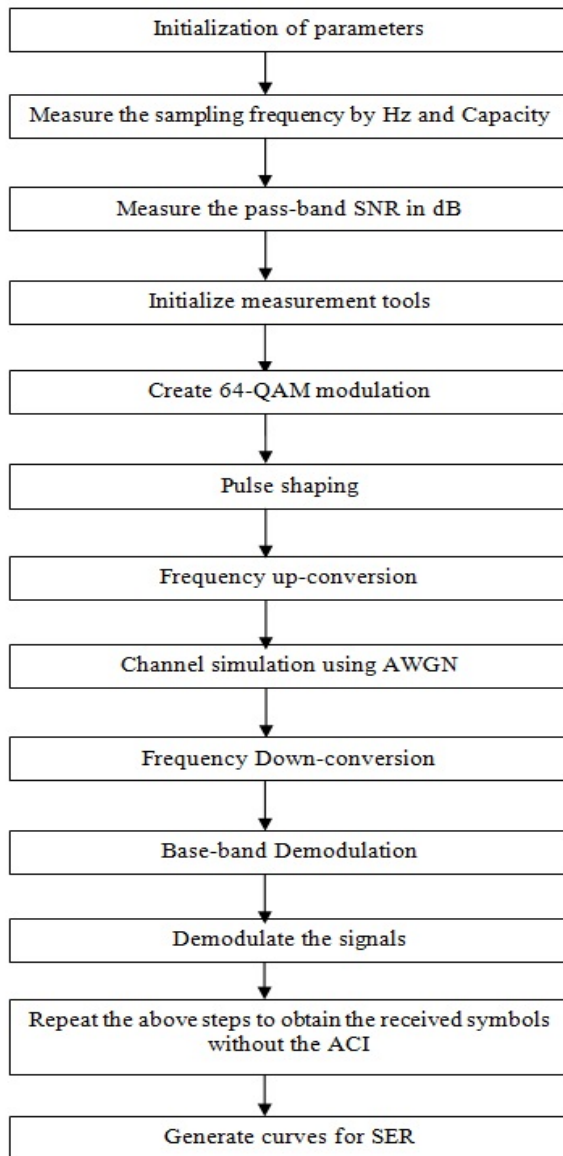 Initialization of parameters
Measure the sampling frequency by Hz and Capacity
Measure the pass-band SNR in dB
Initialize measurement tools
Create 64-QAM modulation
Pulse shaping
Frequency up-conversion
Channel simulation using AWGN
Frequency Down-conversion
Base-band Demodulation
Demodulate the signals
Repeat the above steps to obtain the received symbols
without the ACI
Generate curves for SER